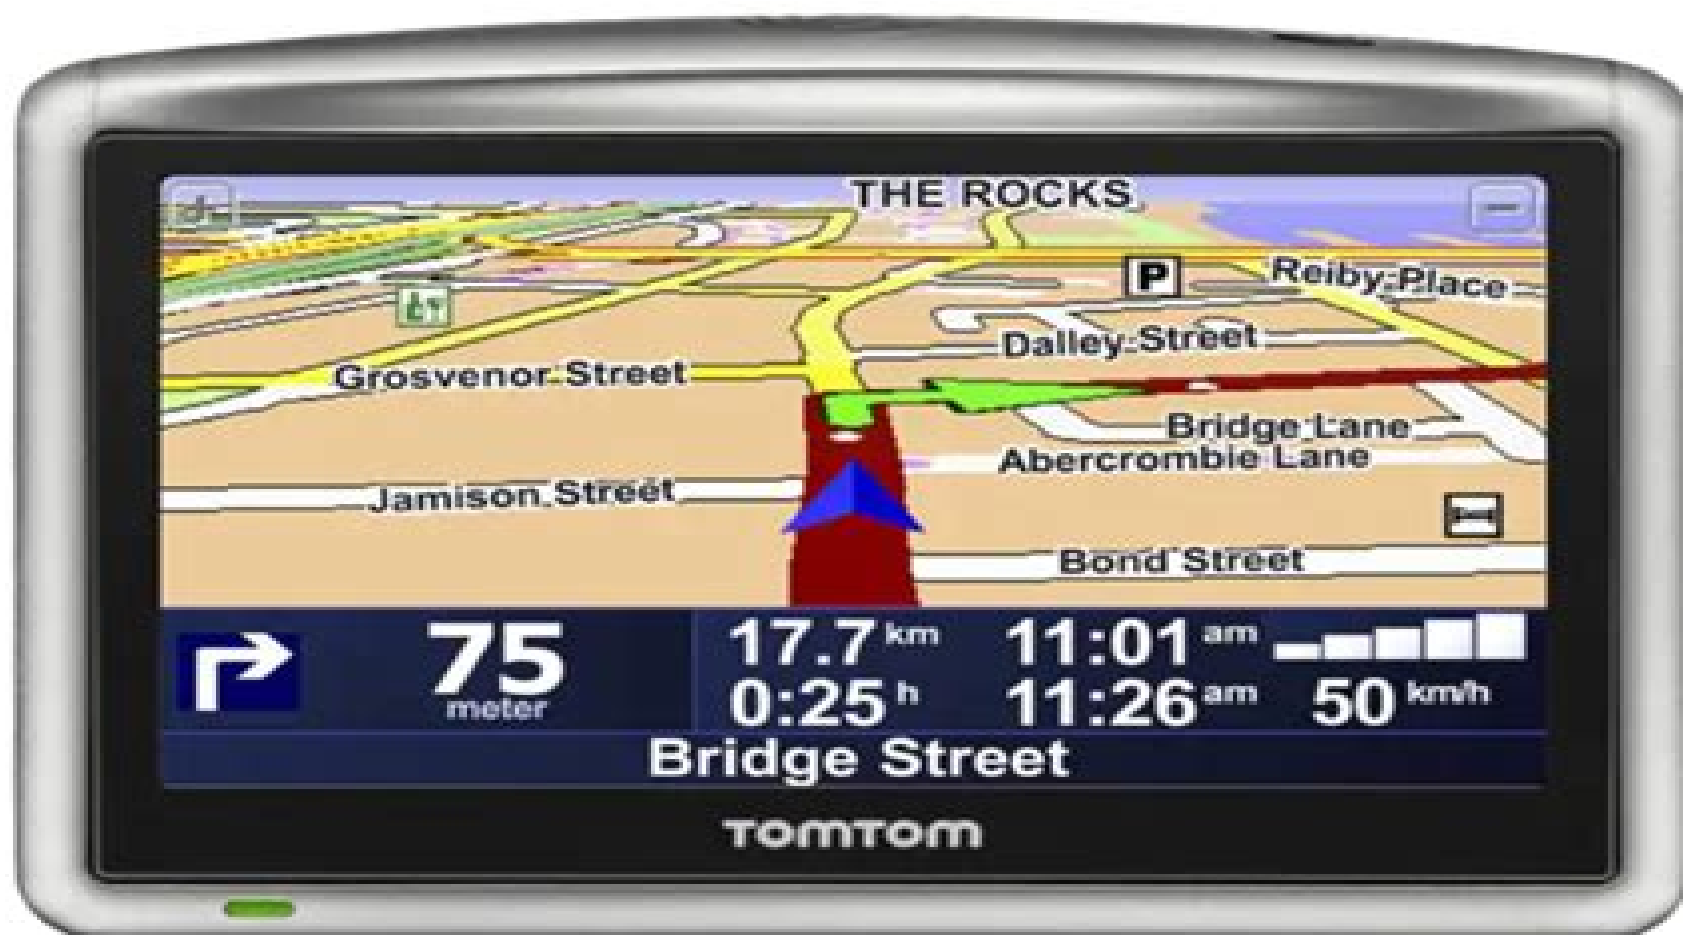 THE ROCKS
P
Reiby Place
Dalley Street
Grosvenor Street
Bridge Lane
Abercrombie Lane
Jamison Street
Bond Street
75 meter
17.7 km
11:01 am
0:25 h
11:26 am
50 km/h
Bridge Street
TOMTOM